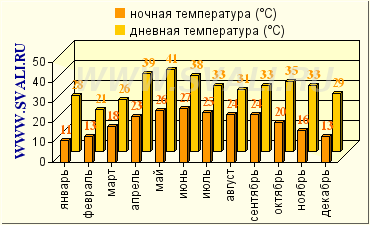 ночная температура (°C)
дневная температура (°C)
WWW.SVALI.RU
50
40
30
20
10
0
28 21 26 39 41 38 33 31 33 35 33 29
11 13 18 23 26 27 25 24 24 20 16 13
январь
февраль
март
апрель
май
июнь
июль
август
сентябрь
октябрь
ноябрь
декабрь